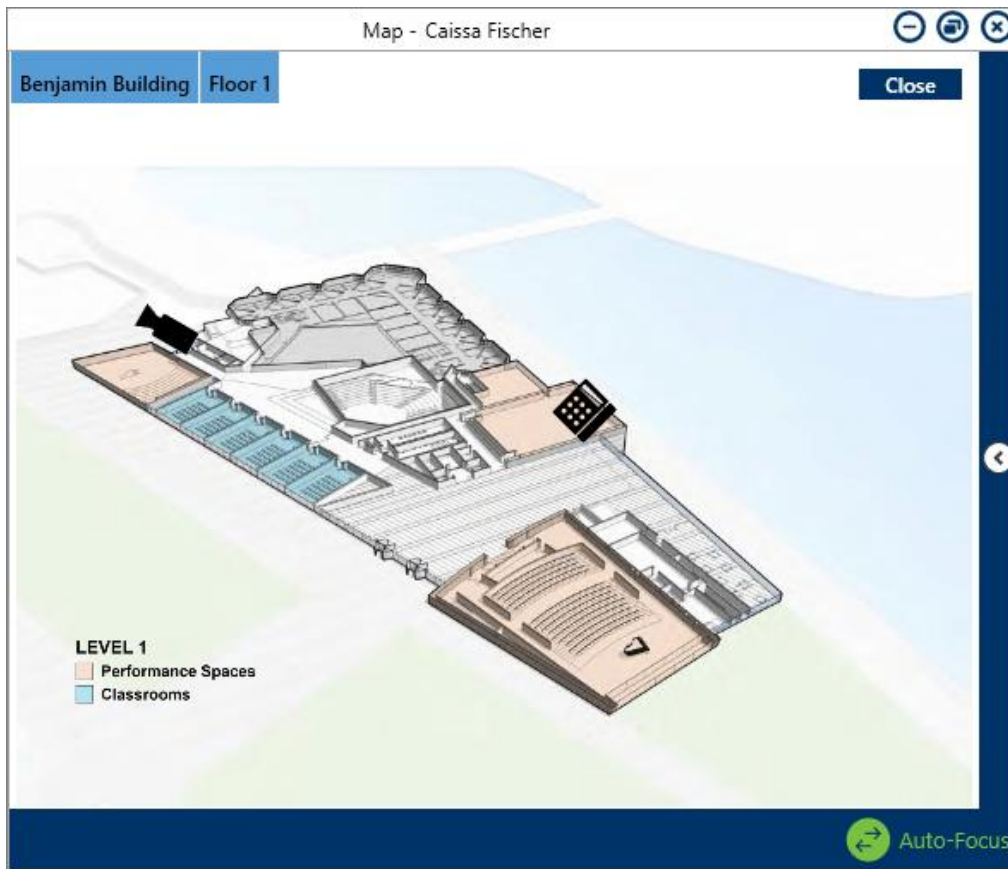 Map - Caissa Fischer
Benjamin Building Floor 1
Close
LEVEL 1
Performance Spaces
Classrooms
Auto-Focus